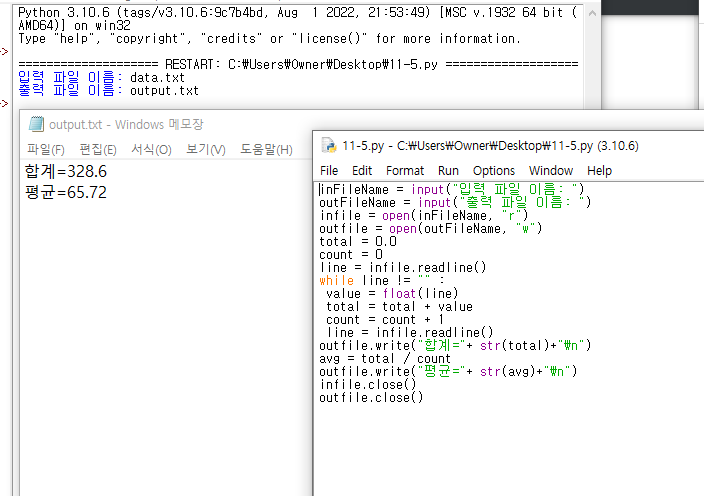 Python 3.10.6 (tags/v3.10.6:9c7b4bd, Aug  1 2022, 21:53:49) [MSC v.1932 64 bit (
AMD64)] on win32
Type "help", "copyright", "credits" or "license()" for more information.
=================== RESTART: C:₩Users₩Owner₩Desktop₩11-5.py ===================
입력 파일 이름: data.txt
출력 파일 이름: output.txt
output.txt - Windows 메모장
파일(F) 편집(E) 서식(O) 보기(V) 도움말(H)
합계=328.6
평균=65.72
11-5.py - C:₩Users₩Owner₩Desktop₩11-5.py (3.10.6)
File Edit Format Run Options Window Help
inFileName = input("입력 파일 이름: ")
outFileName = input("출력 파일 이름: ")
infile = open(inFileName, "r")
outfile = open(outFileName, "w")
total = 0.0
count = 0
line = infile.readline()
while line != "" :
 value = float(line)
 total = total + value
 count = count + 1
 line = infile.readline()
outfile.write("합계="+ str(total)+"₩n")
avg = total / count
outfile.write("평균="+ str(avg)+"₩n")
infile.close()
outfile.close()